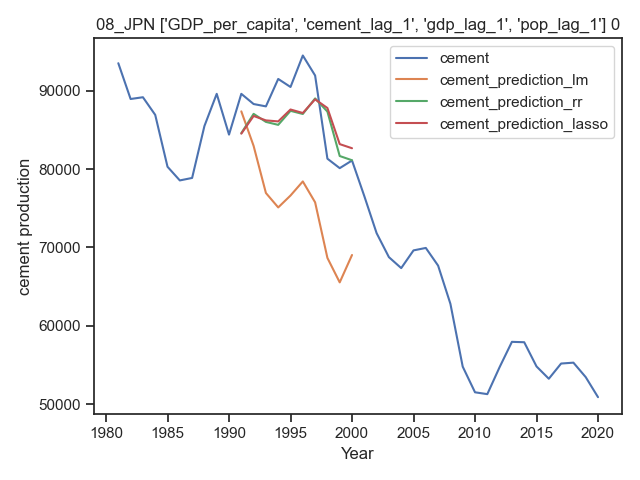 08_JPN ['GDP_per_capita', 'cement_lag_1', 'gdp_lag_1', 'pop_lag_1'] 0
cement
cement_prediction_lm
cement_prediction_rr
cement_prediction_lasso
cement production
90000
80000
70000
60000
50000
1980 1985 1990 1995 2000 2005 2010 2015 2020
Year